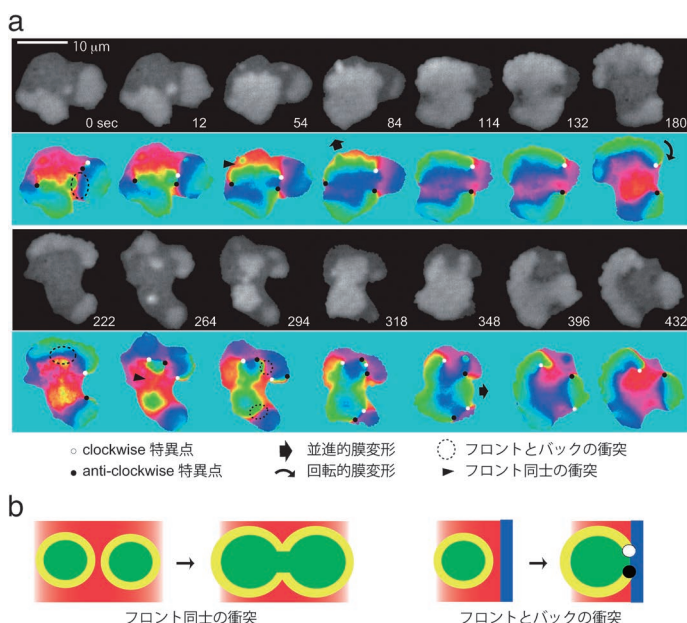 a
10 μm
0 sec
12
54
84
114
132
180
222
264
294
318
348
396
432
clockwise 特異点
並進的膜変形
フロントとバックの衝突
anti-clockwise 特異点
回転的膜変形
フロント同士の衝突
b
フロント同士の衝突
フロントとバックの衝突